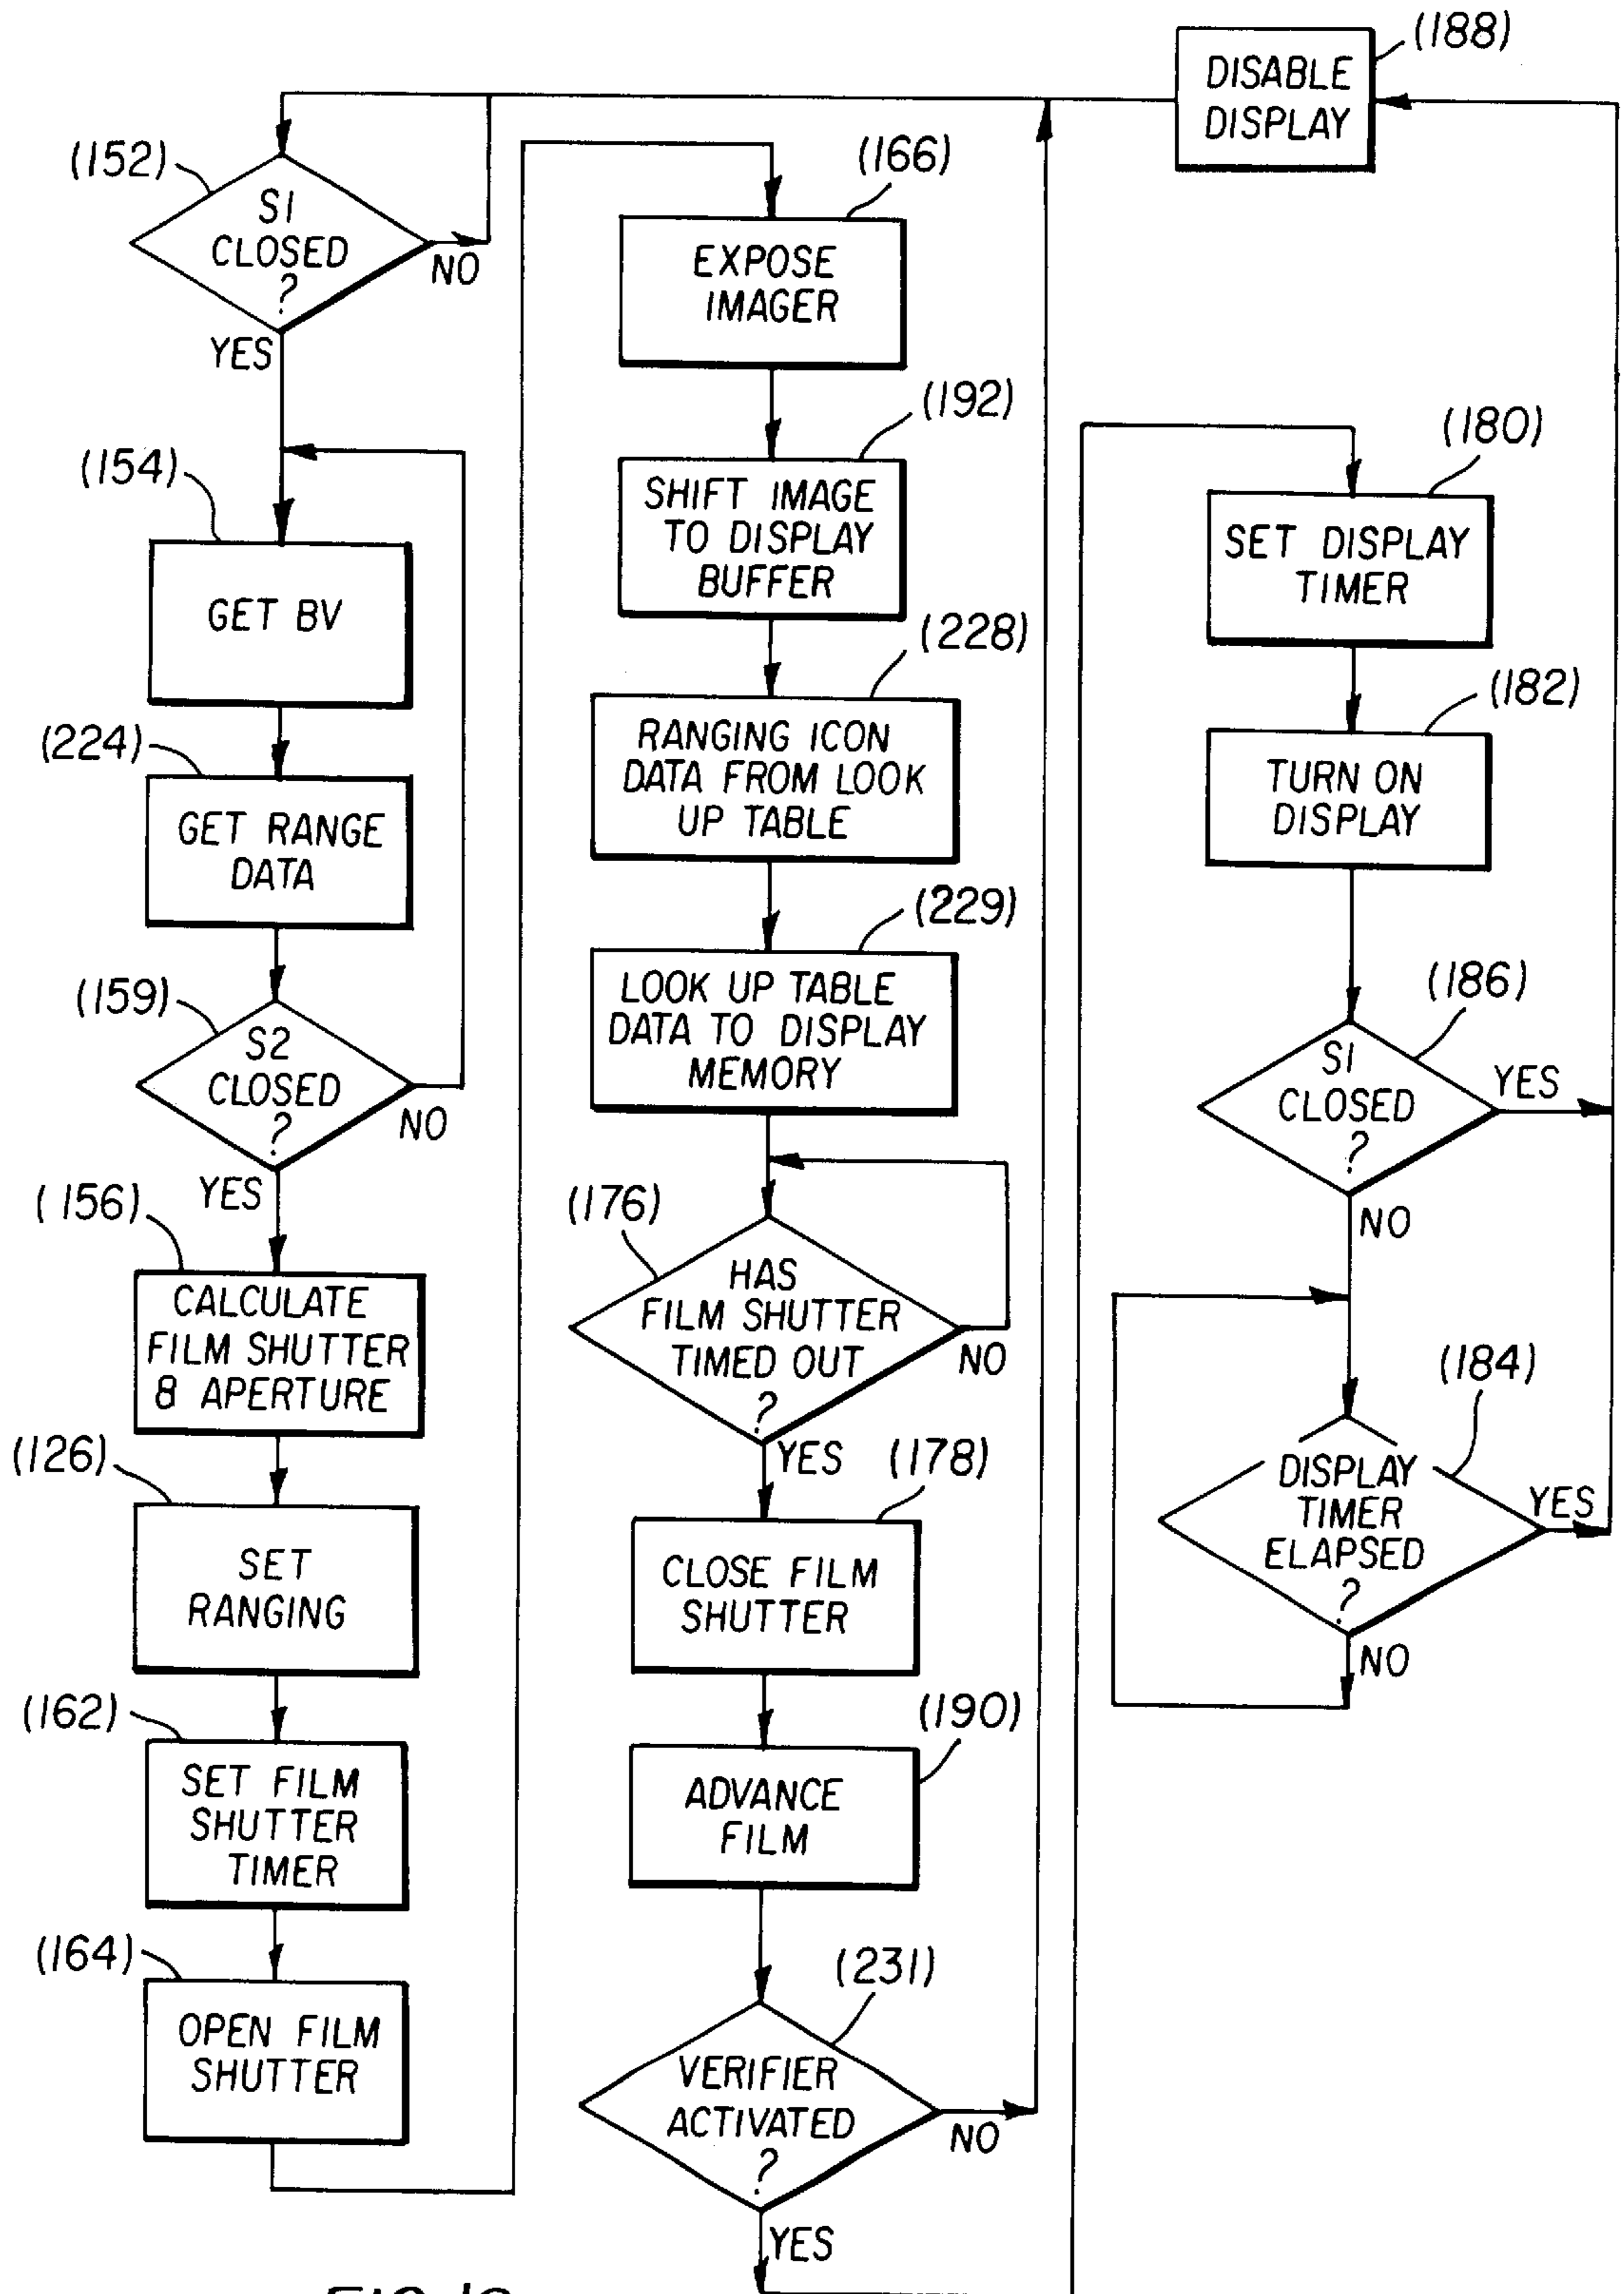 (188)
DISABLE
DISPLAY
(152)
S1
CLOSED
?
NO
YES
(154)
GET BV
(224)
GET RANGE
DATA
(159)
S2
CLOSED
?
NO
YES
(156)
CALCULATE
FILM SHUTTER
& APERTURE
(126)
SET
RANGING
(162)
SET FILM
SHUTTER
TIMER
(164)
OPEN FILM
SHUTTER
(166)
EXPOSE
IMAGER
(192)
SHIFT IMAGE
TO DISPLAY
BUFFER
(228)
RANGING ICON
DATA FROM LOOK
UP TABLE
(229)
LOOK UP TABLE
DATA TO DISPLAY
MEMORY
(176)
HAS
FILM SHUTTER
TIMED OUT
?
NO
YES
(178)
CLOSE FILM
SHUTTER
(190)
ADVANCE
FILM
(231)
VERIFIER
ACTIVATED
?
NO
YES
(180)
SET DISPLAY
TIMER
(182)
TURN ON
DISPLAY
(186)
S1
CLOSED
?
YES
NO
(184)
DISPLAY
TIMER
ELAPSED
?
YES
NO